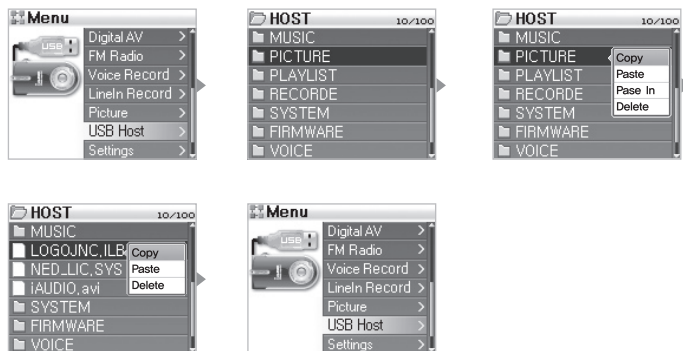 Menu
USB
Digital AV >
FM Radio >
Voice Record >
LineIn Record >
Picture >
USB Host >
Settings >
HOST 10/100
MUSIC
PICTURE
PLAYLIST
RECORDE
SYSTEM
FIRMWARE
VOICE
HOST 10/100
MUSIC
PICTURE
PLAYLIST
RECORDE
SYSTEM
FIRMWARE
VOICE
Copy
Paste
Pase In
Delete
HOST 10/100
MUSIC
LOGOJNC,ILB
NED_LIC,SYS
iAUDIO,avi
SYSTEM
FIRMWARE
VOICE
Copy
Paste
Delete
Menu
USB
Digital AV >
FM Radio >
Voice Record >
LineIn Record >
Picture >
USB Host >
Settings >